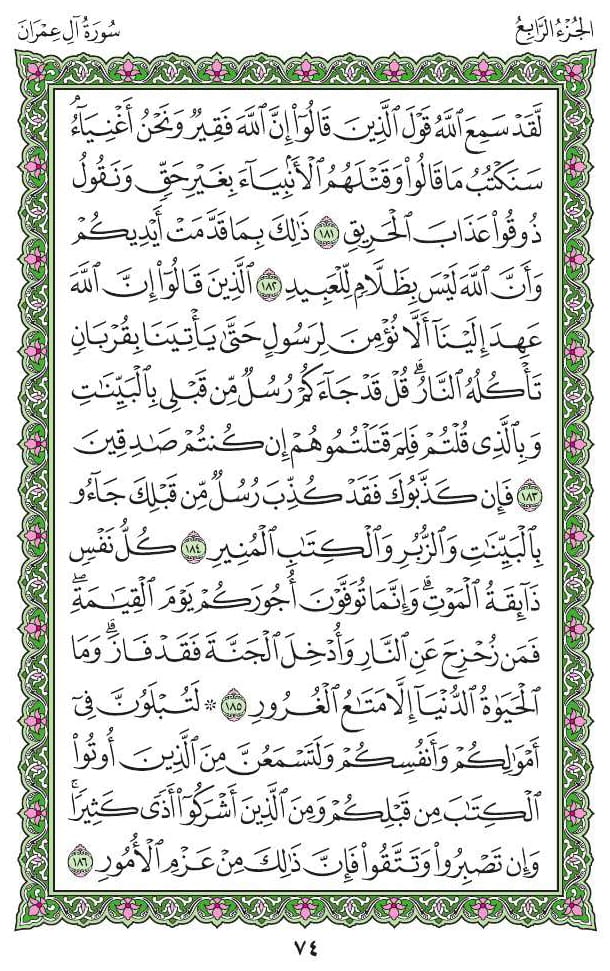 الجُزْءُ الرَّابِعُ
سُورَةُ آلِ عِمْرَانَ
لَّقَدْ سَمِعَ ٱللَّهُ قَوْلَ ٱلَّذِينَ قَالُوٓا۟ إِنَّ ٱللَّهَ فَقِيرٌ وَنَحْنُ أَغْنِيَآءُ
سَنَكْتُبُ مَا قَالُوا۟ وَقَتْلَهُمُ ٱلْأَنۢبِيَآءَ بِغَيْرِ حَقٍّ وَنَقُولُ
ذُوقُوا۟ عَذَابَ ٱلْحَرِيقِ ١٨١ ذَٰلِكَ بِمَا قَدَّمَتْ أَيْدِيكُمْ
وَأَنَّ ٱللَّهَ لَيْسَ بِظَلَّامٍ لِّلْعَبِيدِ ١٨٢ ٱلَّذِينَ قَالُوٓا۟ إِنَّ ٱللَّهَ
عَهِدَ إِلَيْنَآ أَلَّا نُؤْمِنَ لِرَسُولٍ حَتَّىٰ يَأْتِيَنَا بِقُرْبَانٍ
تَأْكُلُهُ ٱلنَّارُ ۗ قُلْ قَدْ جَآءَكُمْ رُسُلٌ مِّن قَبْلِى بِٱلْبَيِّنَٰتِ
وَبِٱلَّذِى قُلْتُمْ فَلِمَ قَتَلْتُمُوهُمْ إِن كُنتُمْ صَٰدِقِينَ
١٨٣ فَإِن كَذَّبُوكَ فَقَدْ كُذِّبَ رُسُلٌ مِّن قَبْلِكَ جَآءُو
بِٱلْبَيِّنَٰتِ وَٱلزُّبُرِ وَٱلْكِتَٰبِ ٱلْمُنِيرِ ١٨٤ كُلُّ نَفْسٍ
ذَآئِقَةُ ٱلْمَوْتِ ۗ وَإِنَّمَا تُوَفَّوْنَ أُجُورَكُمْ يَوْمَ ٱلْقِيَٰمَةِ ۖ
فَمَن زُحْزِحَ عَنِ ٱلنَّارِ وَأُدْخِلَ ٱلْجَنَّةَ فَقَدْ فَازَ ۗ وَمَا
ٱلْحَيَوٰةُ ٱلدُّنْيَآ إِلَّا مَتَٰعُ ٱلْغُرُورِ ١٨٥ ۞ لَتُبْلَوُنَّ فِىٓ
أَمْوَٰلِكُمْ وَأَنفُسِكُمْ وَلَتَسْمَعُنَّ مِنَ ٱلَّذِينَ أُوتُوا۟
ٱلْكِتَٰبَ مِن قَبْلِكُمْ وَمِنَ ٱلَّذِينَ أَشْرَكُوٓا۟ أَذًى كَثِيرًا ۚ
وَإِن تَصْبِرُوا۟ وَتَتَّقُوا۟ فَإِنَّ ذَٰلِكَ مِنْ عَزْمِ ٱلْأُمُورِ ١٨٦
٧٤